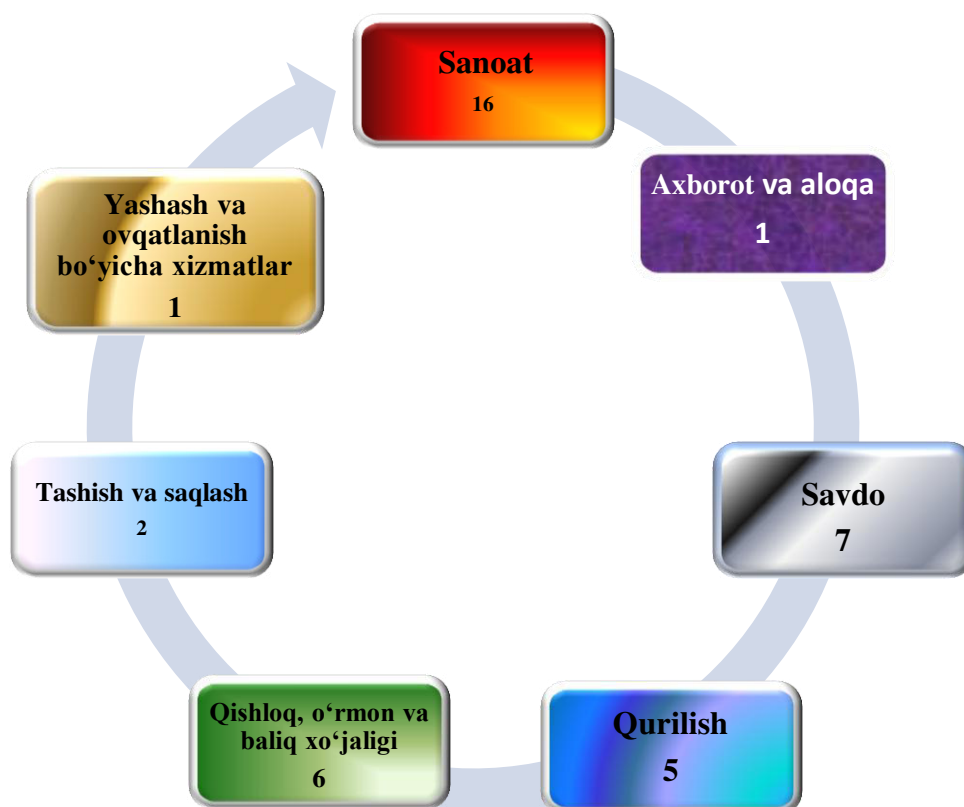 Sanoat
16
Axborot va aloqa
1
Savdo
7
Qurilish
5
Qishloq, o‘rmon va
baliq xo‘jaligi
6
Tashish va saqlash
2
Yashash va
ovqatlanish
bo‘yicha xizmatlar
1